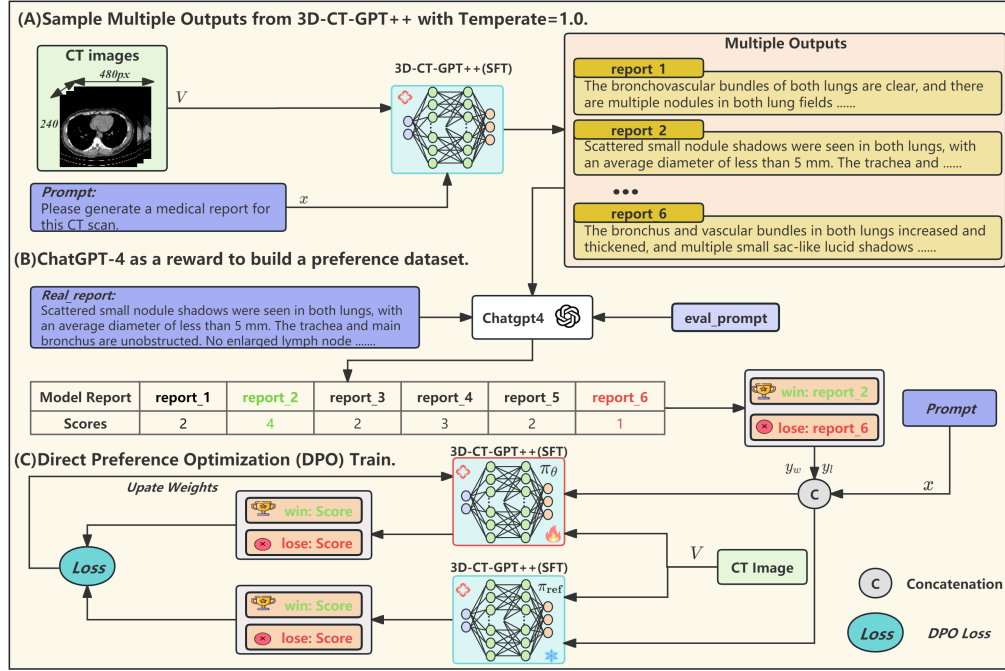 (A)Sample Multiple Outputs from 3D-CT-GPT++ with Temperate=1.0.
CT images
480px
240
V
3D-CT-GPT++(SFT)
Prompt:
Please generate a medical report for
this CT scan.
x
Multiple Outputs
report_1
The bronchovascular bundles of both lungs are clear, and there
are multiple nodules in both lung fields ......
report_2
Scattered small nodule shadows were seen in both lungs, with
an average diameter of less than 5 mm. The trachea and ......
...
report_6
The bronchus and vascular bundles in both lungs increased and
thickened, and multiple small sac-like lucid shadows ......
(B)ChatGPT-4 as a reward to build a preference dataset.
Real_report:
Scattered small nodule shadows were seen in both lungs, with
an average diameter of less than 5 mm. The trachea and main
bronchus are unobstructed. No enlarged lymph node .......
Chatgpt4
eval_prompt
Model Report report_1 report_2 report_3 report_4 report_5 report_6
Scores 2 4 2 3 2 1
win: report_2
lose: report_6
Prompt
(C)Direct Preference Optimization (DPO) Train.
3D-CT-GPT++(SFT)
πθ
yw yl
C
x
Upate Weights
win: Score
lose: Score
Loss
V
CT Image
3D-CT-GPT++(SFT)
πref
win: Score
lose: Score
C Concatenation
Loss DPO Loss